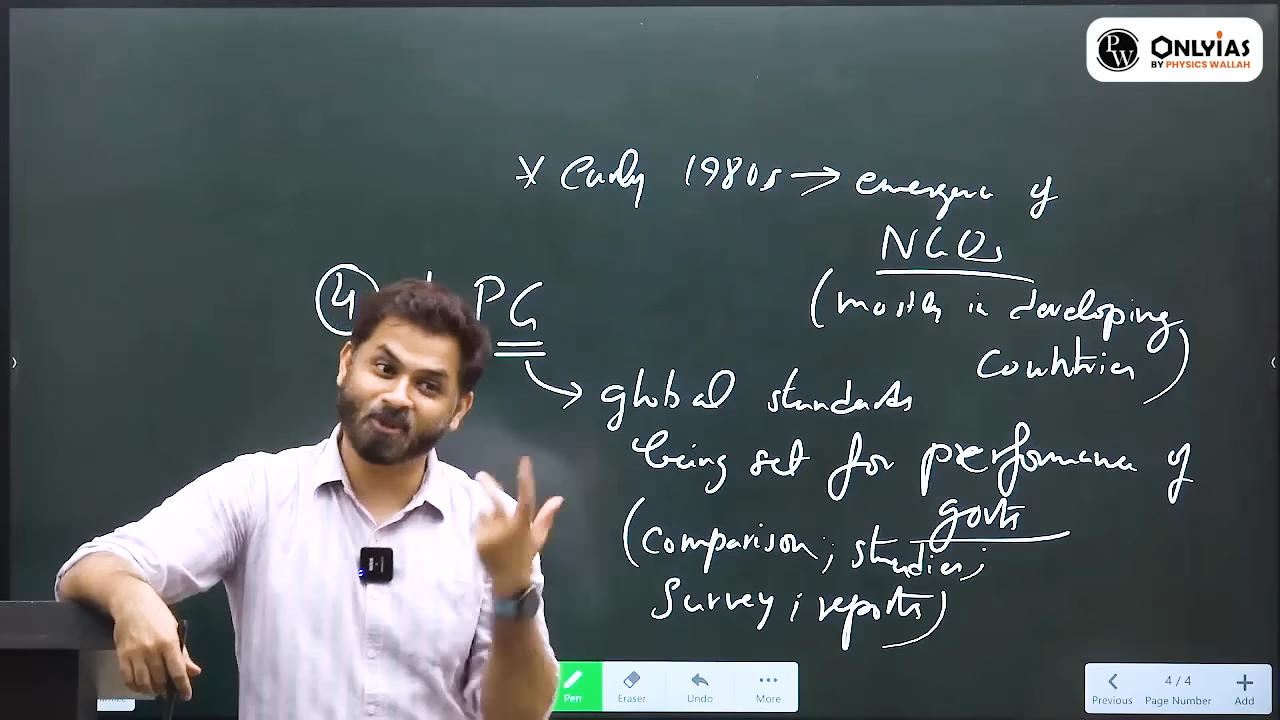 PW ONLYIAS
BY PHYSICS WALLAH
* Early 1980s → emergence of
NGOs
(mostly in developing
countries)
④ PG
→ global standards
being set for performance of
govts
(comparison; studies;
survey; reports)
Pen Eraser Undo More
Previous 4 / 4 Page Number Add